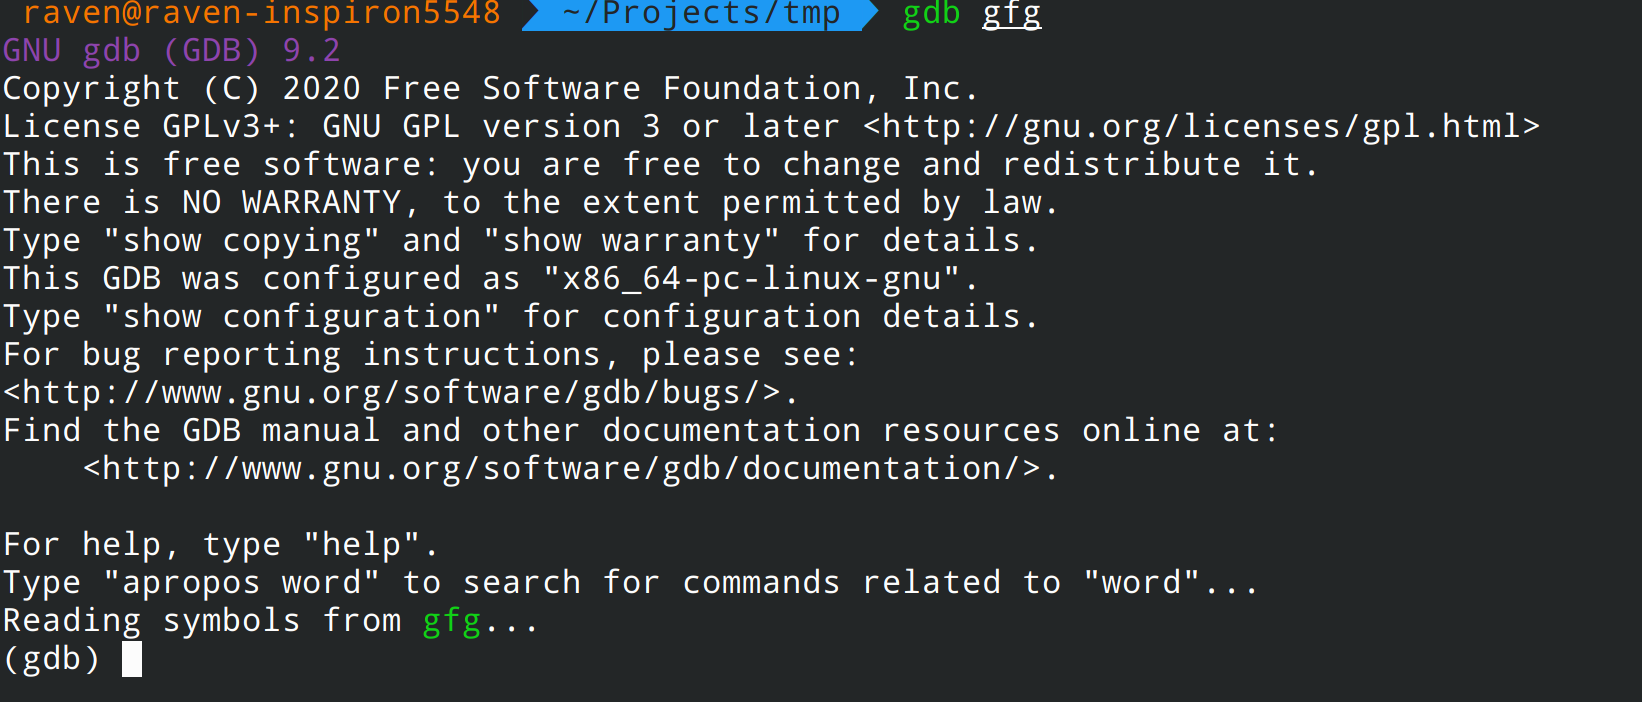 raven@raven-inspiron5548 ~/Projects/tmp gdb gfg
GNU gdb (GDB) 9.2
Copyright (C) 2020 Free Software Foundation, Inc.
License GPLv3+: GNU GPL version 3 or later <http://gnu.org/licenses/gpl.html>
This is free software: you are free to change and redistribute it.
There is NO WARRANTY, to the extent permitted by law.
Type "show copying" and "show warranty" for details.
This GDB was configured as "x86_64-pc-linux-gnu".
Type "show configuration" for configuration details.
For bug reporting instructions, please see:
<http://www.gnu.org/software/gdb/bugs/>.
Find the GDB manual and other documentation resources online at:
    <http://www.gnu.org/software/gdb/documentation/>.

For help, type "help".
Type "apropos word" to search for commands related to "word"...
Reading symbols from gfg...
(gdb)